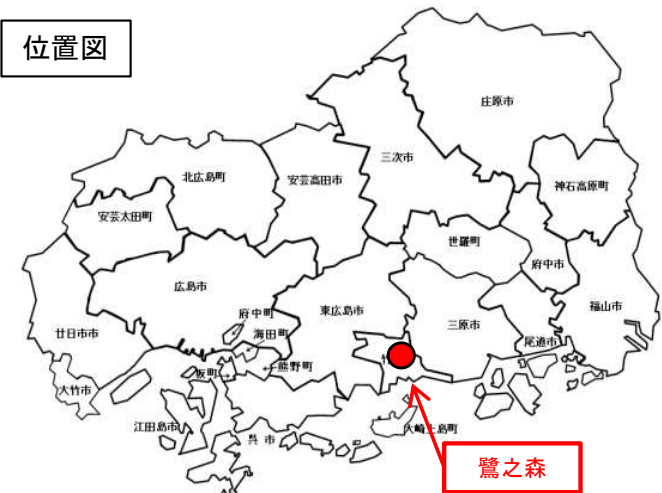 位置図
庄原市
三次市
北広島町
安芸高田市
神石高原町
安芸太田町
世羅町
府中市
広島市
東広島市
三原市
福山市
府中町
海田町
廿日市市
尾道市
熊野町
坂町
大竹市
江田島市
呉市
大崎上島町
鷺之森